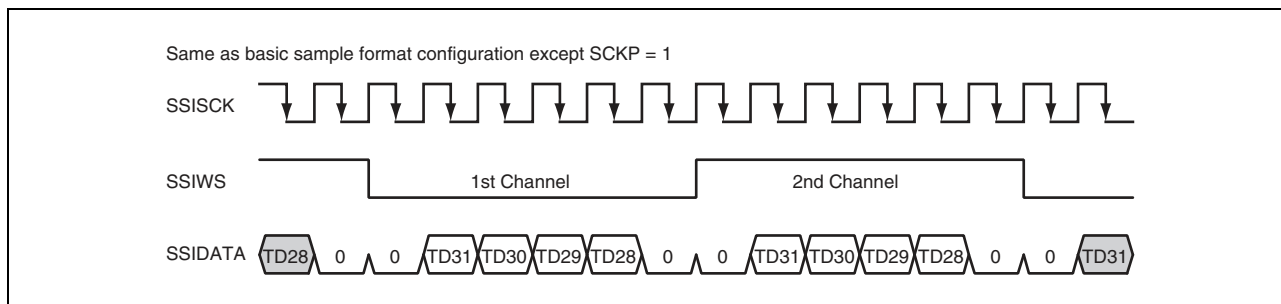 Same as basic sample format configuration except SCKP = 1
SSISCK
SSIWS 1st Channel 2nd Channel
SSIDATA TD28 0 0 TD31 TD30 TD29 TD28 0 0 TD31 TD30 TD29 TD28 0 0 TD31